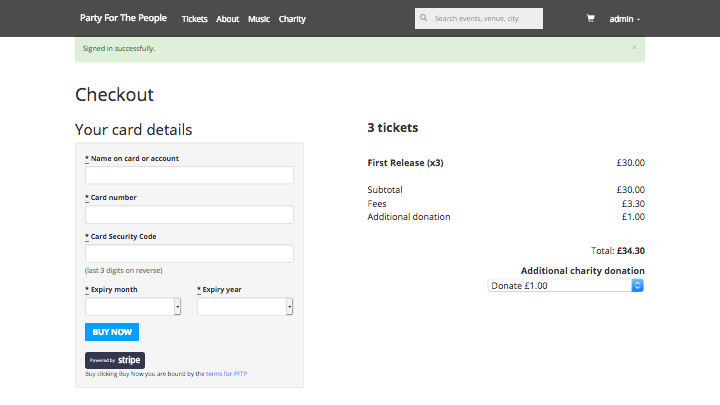 Party For The People Tickets About Music Charity Search events, venue, city admin
Signed in successfully. ×
Checkout
Your card details
* Name on card or account
* Card number
* Card Security Code
(last 3 digits on reverse)
* Expiry month * Expiry year
BUY NOW
Powered by stripe
Buy clicking Buy Now you are bound by the terms for PFTP
3 tickets
First Release (x3) £30.00
Subtotal £30.00
Fees £3.30
Additional donation £1.00
Total: £34.30
Additional charity donation
Donate £1.00